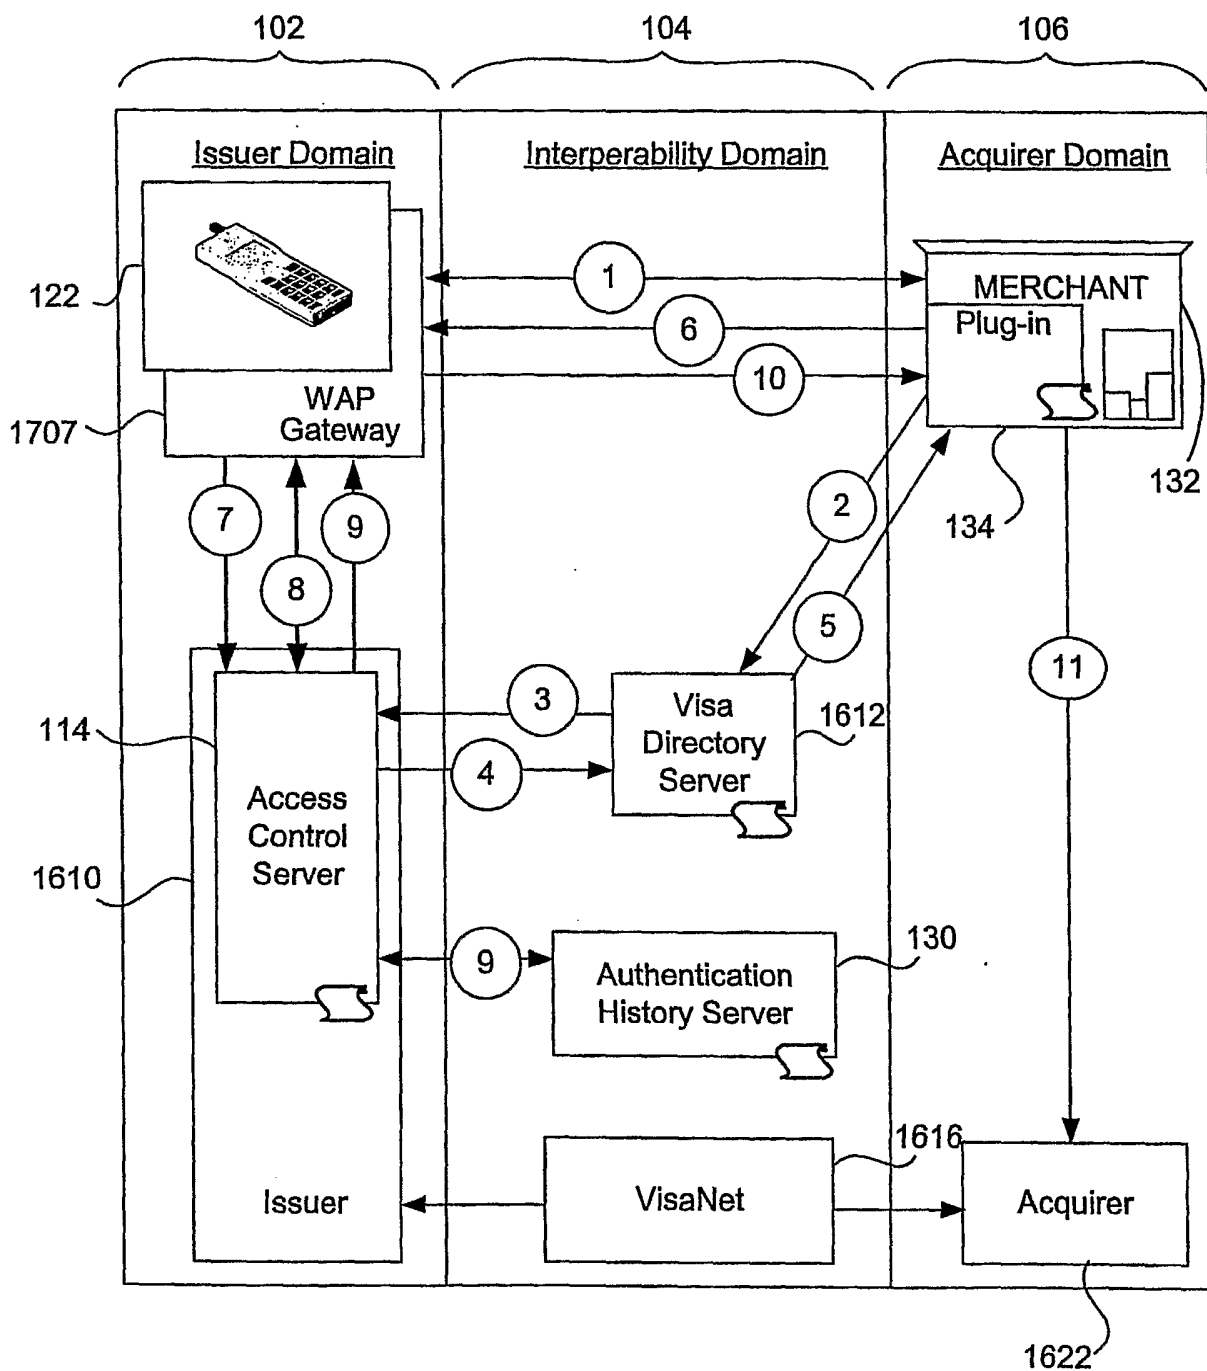 102
104
106
Issuer Domain
Interperability Domain
Acquirer Domain
122
1
MERCHANT
Plug-in
6
10
WAP
Gateway
1707
132
134
7
9
8
2
5
11
3
4
114
Visa
Directory
Server
1612
Access
Control
Server
1610
9
130
Authentication
History Server
1616
Issuer
VisaNet
Acquirer
1622